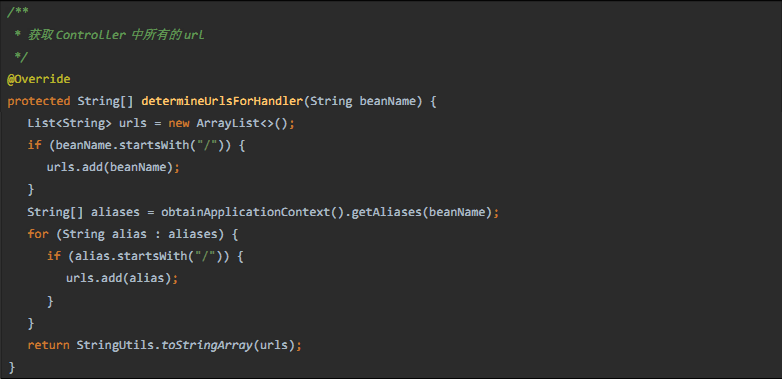 /**
 * 获取 Controller 中所有的 url
 */
@Override
protected String[] determineUrlsForHandler(String beanName) {
  List<String> urls = new ArrayList<>();
  if (beanName.startsWith("/")) {
    urls.add(beanName);
  }
  String[] aliases = obtainApplicationContext().getAliases(beanName);
  for (String alias : aliases) {
    if (alias.startsWith("/")) {
      urls.add(alias);
    }
  }
  return StringUtils.toStringArray(urls);
}